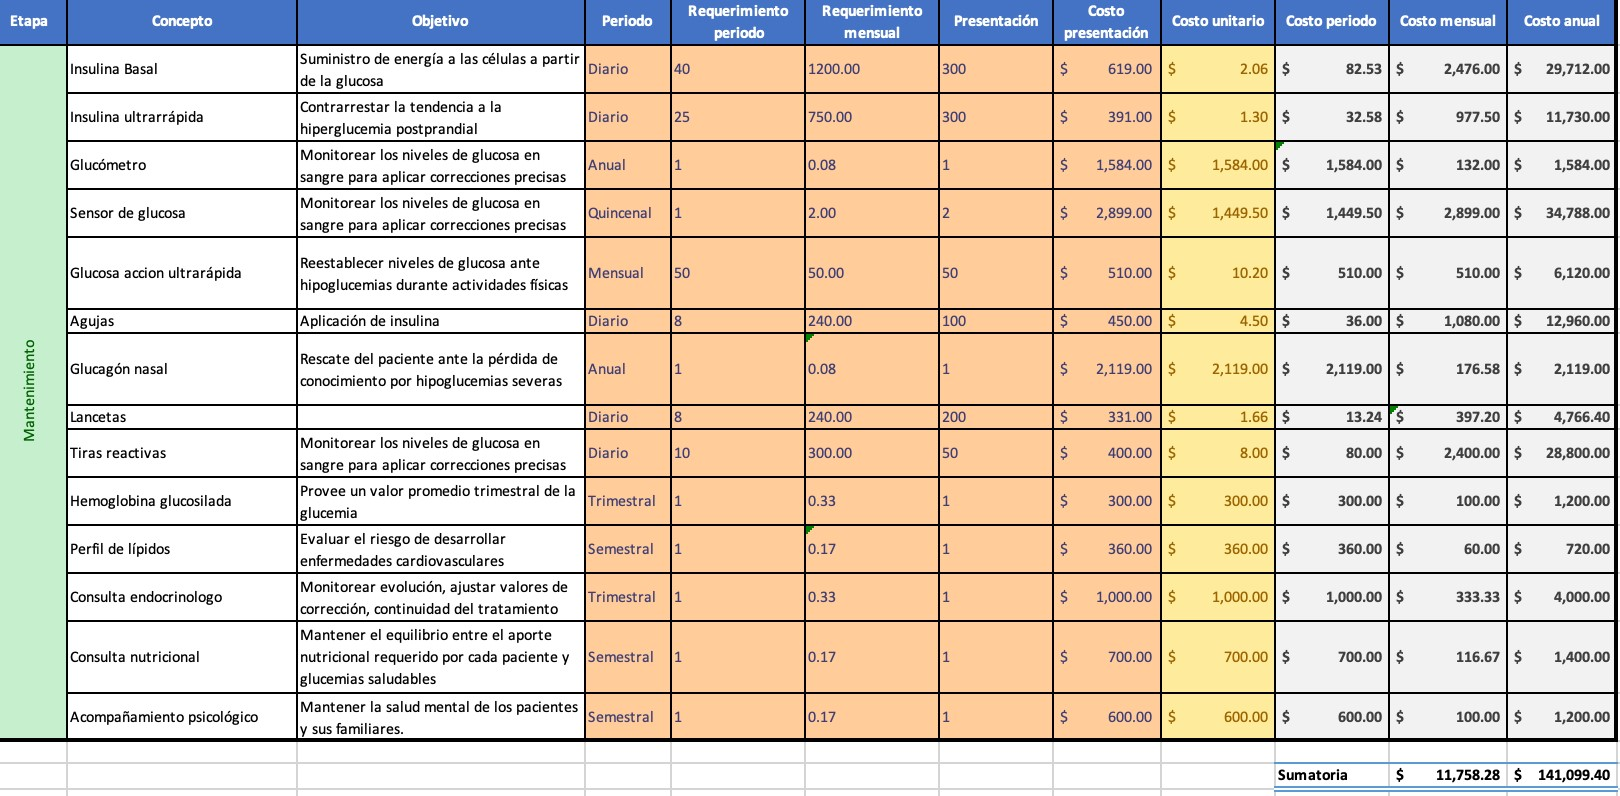 Etapa Concepto Objetivo Periodo Requerimiento periodo Requerimiento mensual Presentación Costo presentación Costo unitario Costo periodo Costo mensual Costo anual
Mantenimiento
Insulina Basal Suministro de energía a las células a partir de la glucosa Diario 40 1200.00 300 $ 619.00 $ 2.06 $ 82.53 $ 2,476.00 $ 29,712.00
Insulina ultrarrápida Contrarrestar la tendencia a la hiperglucemia postprandial Diario 25 750.00 300 $ 391.00 $ 1.30 $ 32.58 $ 977.50 $ 11,730.00
Glucómetro Monitorear los niveles de glucosa en sangre para aplicar correcciones precisas Anual 1 0.08 1 $ 1,584.00 $ 1,584.00 $ 1,584.00 $ 132.00 $ 1,584.00
Sensor de glucosa Monitorear los niveles de glucosa en sangre para aplicar correcciones precisas Quincenal 1 2.00 2 $ 2,899.00 $ 1,449.50 $ 1,449.50 $ 2,899.00 $ 34,788.00
Glucosa accion ultrarápida Reestablecer niveles de glucosa ante hipoglucemias durante actividades físicas Mensual 50 50.00 50 $ 510.00 $ 10.20 $ 510.00 $ 510.00 $ 6,120.00
Agujas Aplicación de insulina Diario 8 240.00 100 $ 450.00 $ 4.50 $ 36.00 $ 1,080.00 $ 12,960.00
Glucagón nasal Rescate del paciente ante la pérdida de conocimiento por hipoglucemias severas Anual 1 0.08 1 $ 2,119.00 $ 2,119.00 $ 2,119.00 $ 176.58 $ 2,119.00
Lancetas Diario 8 240.00 200 $ 331.00 $ 1.66 $ 13.24 $ 397.20 $ 4,766.40
Tiras reactivas Monitorear los niveles de glucosa en sangre para aplicar correcciones precisas Diario 10 300.00 50 $ 400.00 $ 8.00 $ 80.00 $ 2,400.00 $ 28,800.00
Hemoglobina glucosilada Provee un valor promedio trimestral de la glucemia Trimestral 1 0.33 1 $ 300.00 $ 300.00 $ 300.00 $ 100.00 $ 1,200.00
Perfil de lípidos Evaluar el riesgo de desarrollar enfermedades cardiovasculares Semestral 1 0.17 1 $ 360.00 $ 360.00 $ 360.00 $ 60.00 $ 720.00
Consulta endocrinologo Monitorear evolución, ajustar valores de corrección, continuidad del tratamiento Trimestral 1 0.33 1 $ 1,000.00 $ 1,000.00 $ 1,000.00 $ 333.33 $ 4,000.00
Consulta nutricional Mantener el equilibrio entre el aporte nutricional requerido por cada paciente y glucemias saludables Semestral 1 0.17 1 $ 700.00 $ 700.00 $ 700.00 $ 116.67 $ 1,400.00
Acompañamiento psicológico Mantener la salud mental de los pacientes y sus familiares. Semestral 1 0.17 1 $ 600.00 $ 600.00 $ 600.00 $ 100.00 $ 1,200.00
Sumatoria $ 11,758.28 $ 141,099.40